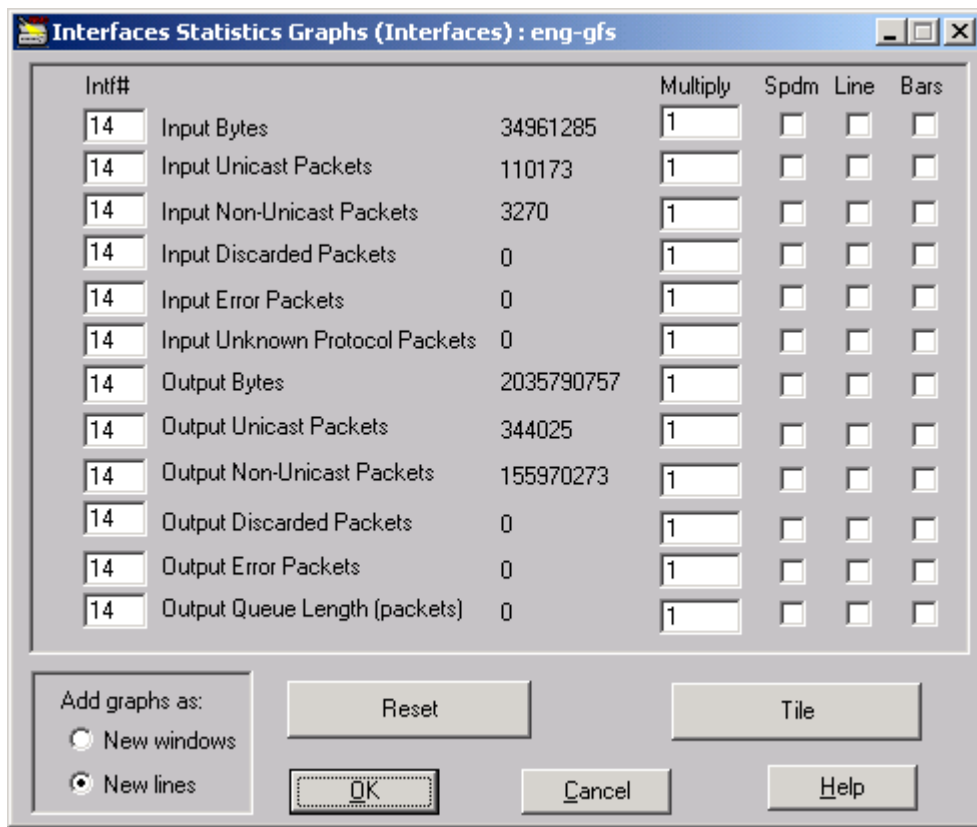 Interfaces Statistics Graphs (Interfaces) : eng-gfs
Intf# Multiply Spdm Line Bars
14 Input Bytes 34961285 1
14 Input Unicast Packets 110173 1
14 Input Non-Unicast Packets 3270 1
14 Input Discarded Packets 0 1
14 Input Error Packets 0 1
14 Input Unknown Protocol Packets 0 1
14 Output Bytes 2035790757 1
14 Output Unicast Packets 344025 1
14 Output Non-Unicast Packets 155970273 1
14 Output Discarded Packets 0 1
14 Output Error Packets 0 1
14 Output Queue Length (packets) 0 1
Add graphs as:
New windows
New lines
Reset
Tile
OK
Cancel
Help